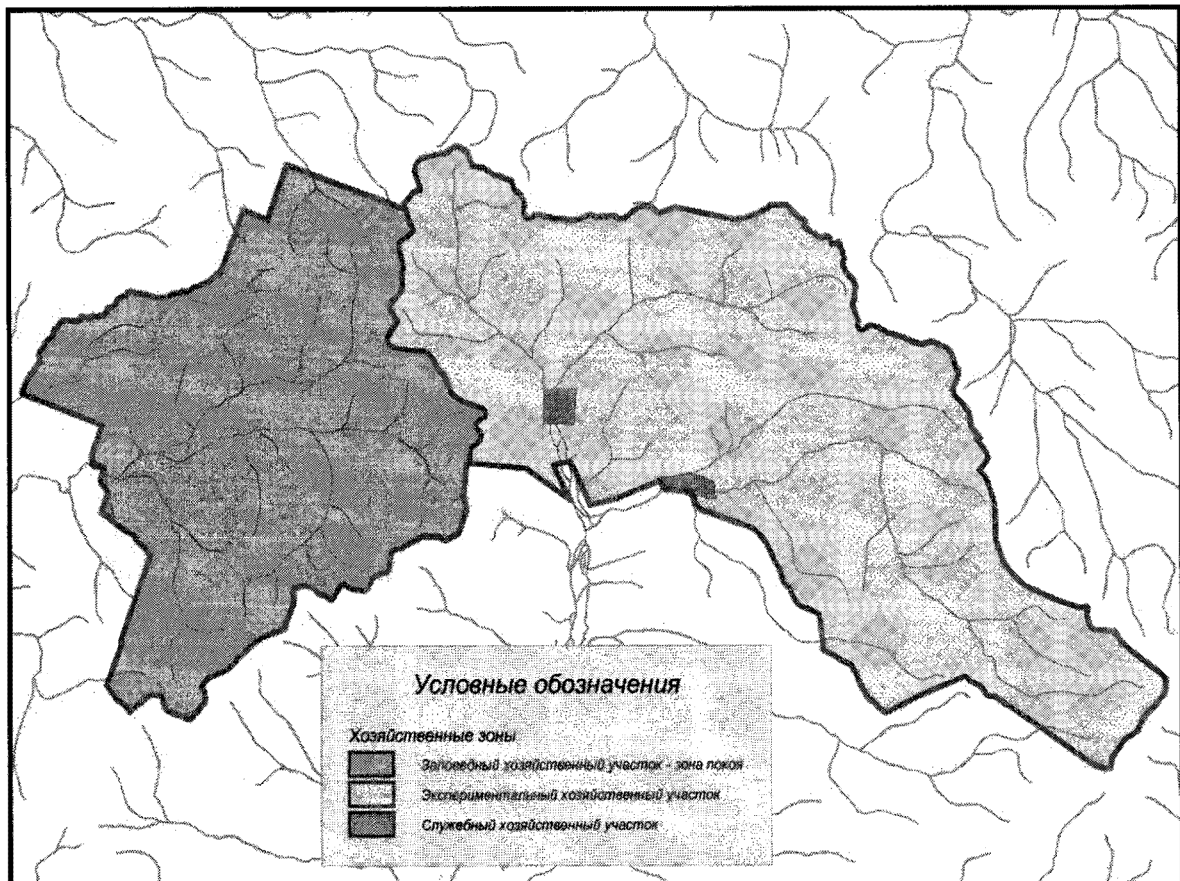 Условные обозначения
Хозяйственные зоны
Заповедный хозяйственный участок - зона покоя
Экспериментальный хозяйственный участок
Служебный хозяйственный участок